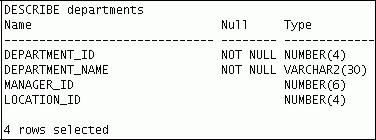 DESCRIBE departments
Name Null Type
------------------------------ -------- ------------
DEPARTMENT_ID NOT NULL NUMBER(4)
DEPARTMENT_NAME NOT NULL VARCHAR2(30)
MANAGER_ID NUMBER(6)
LOCATION_ID NUMBER(4)
4 rows selected